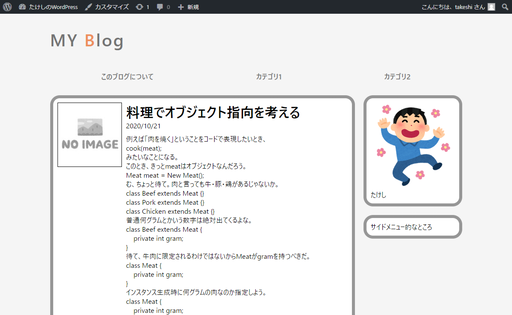 たけしのWordPress カスタマイズ 1 0 新規 こんにちは、takeshi さん
MY Blog
このブログについて カテゴリ1 カテゴリ2
NO IMAGE
料理でオブジェクト指向を考える
2020/10/21
例えば「肉を焼く」ということをコードで表現したいとき、
cook(meat);
みたいなことになる。
このとき、きっとmeatはオブジェクトなんだろう。
Meat meat = New Meat();
む、ちょっと待て。肉と言っても牛・豚・鶏があるじゃないか。
class Beef extends Meat {}
class Pork extends Meat {}
class Chicken extends Meat {}
普通何グラムとかいう数字は絶対出てくるよな。
class Beef extends Meat {
private int gram;
}
待て、牛肉に限定されるわけではないからMeatがgramを持つべきだ。
class Meat {
private int gram;
}
インスタンス生成時に何グラムの肉なのか指定しよう。
class Meat {
private int gram;
たけし
サイドメニュー的なところ